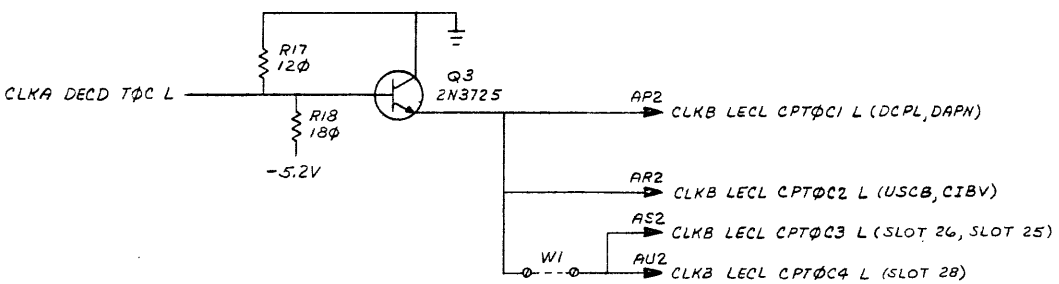 R17
12Ø
CLKA DECD TØC L
R18
18Ø
-5.2V
Q3
2N3725
AP2
CLKB LECL CPTØC1 L (DCPL, DAPN)
AR2
CLKB LECL CPTØC2 L (USCB, CIBV)
AS2
CLKB LECL CPTØC3 L (SLOT 26, SLOT 25)
W1
AU2
CLKB LECL CPTØC4 L (SLOT 28)